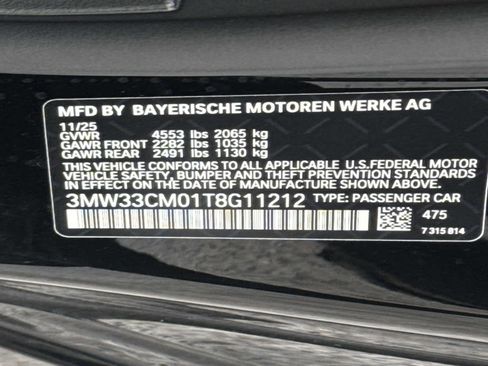 MFD BY BAYERISCHE MOTOREN WERKE AG
11/25
GVWR 4553 lbs 2065 kg
GAWR FRONT 2282 lbs 1035 kg
GAWR REAR 2491 lbs 1130 kg
THIS VEHICLE CONFORMS TO ALL APPLICABLE U.S.FEDERAL MOTOR
VEHICLE SAFETY, BUMPER AND THEFT PREVENTION STANDARDS IN
EFFECT ON THE DATE OF MANUFACTURE SHOWN ABOVE.
3MW33CM01T8G11212 TYPE: PASSENGER CAR
475
7 315 814